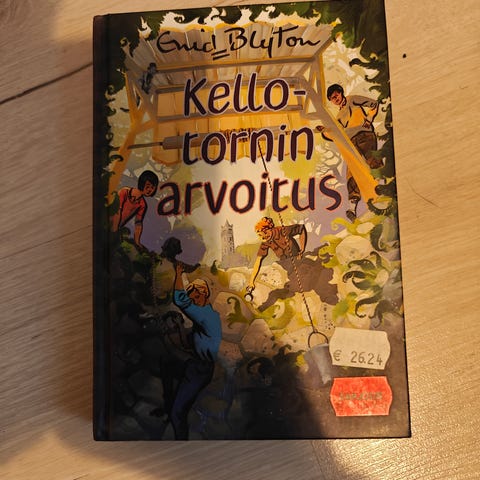 Enid Blyton
Kello-
tornin
arvoitus
€ 26.24